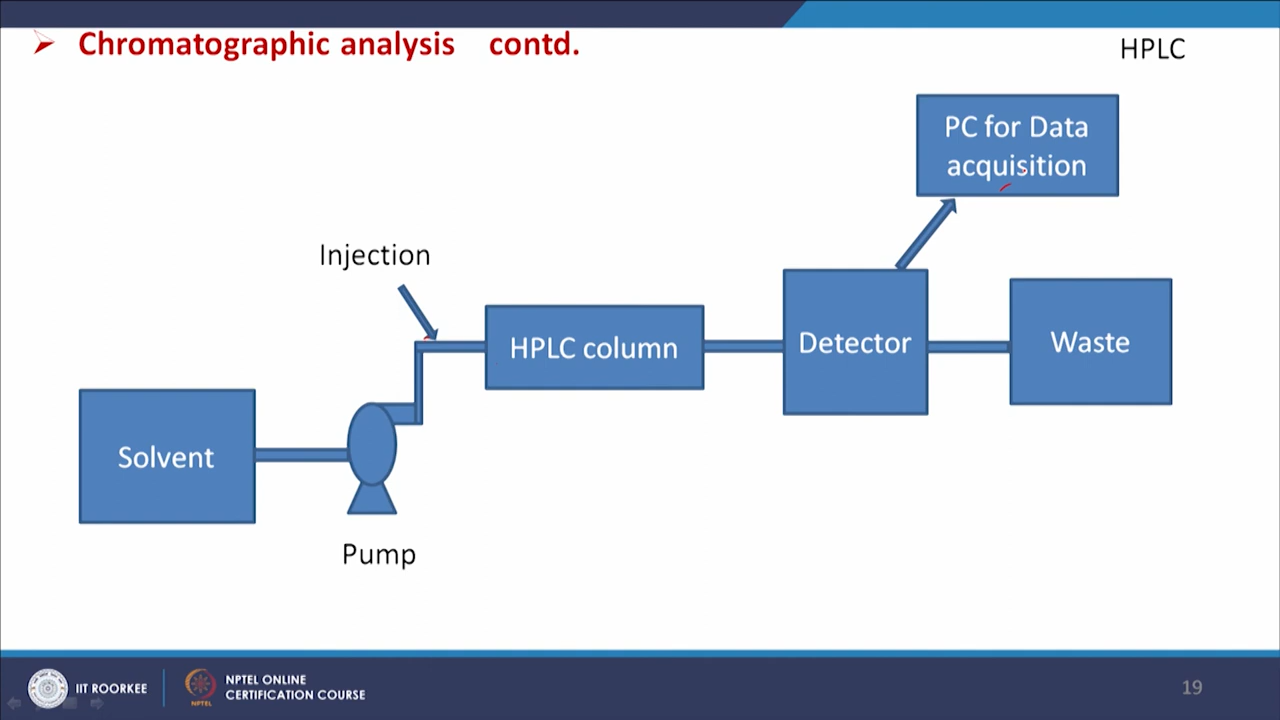 Chromatographic analysis contd.
HPLC
PC for Data
acquisition
Injection
HPLC column
Detector
Waste
Solvent
Pump
IIT ROORKEE
NPTEL
NPTEL ONLINE
CERTIFICATION COURSE
19